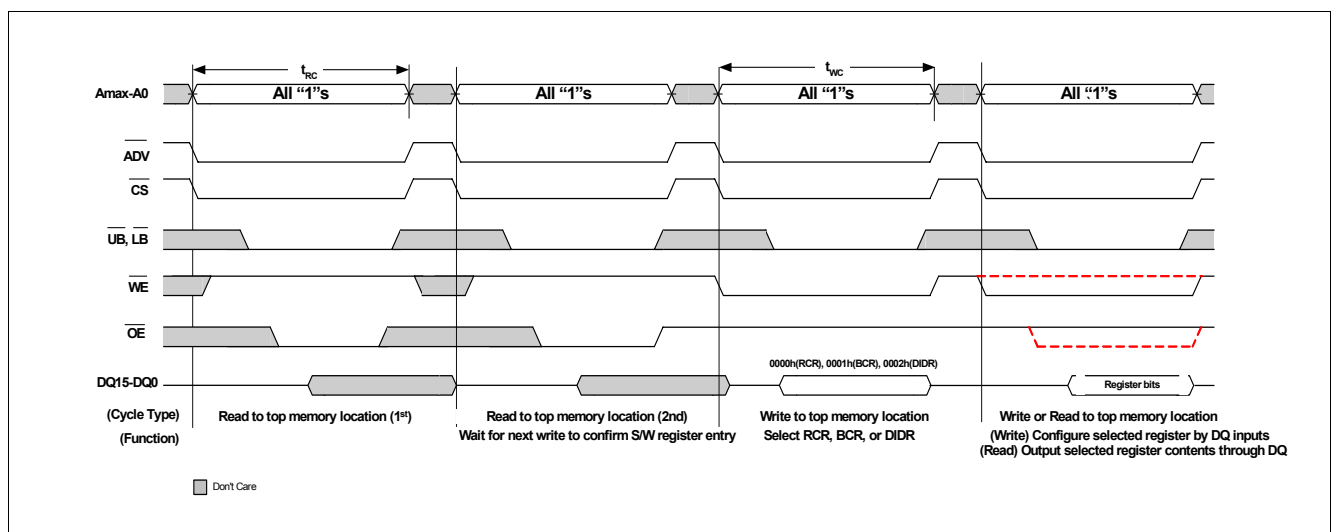 tRC
tWC
Amax-A0 All “1”s All “1”s All “1”s All “1”s
ADV
CS
UB, LB
WE
OE
0000h(RCR), 0001h(BCR), 0002h(DIDR)
DQ15-DQ0 Register bits
(Cycle Type) Read to top memory location (1st) Read to top memory location (2nd) Write to top memory location Write or Read to top memory location
(Function) Wait for next write to confirm S/W register entry Select RCR, BCR, or DIDR (Write) Configure selected register by DQ inputs
(Read) Output selected register contents through DQ
Don't Care